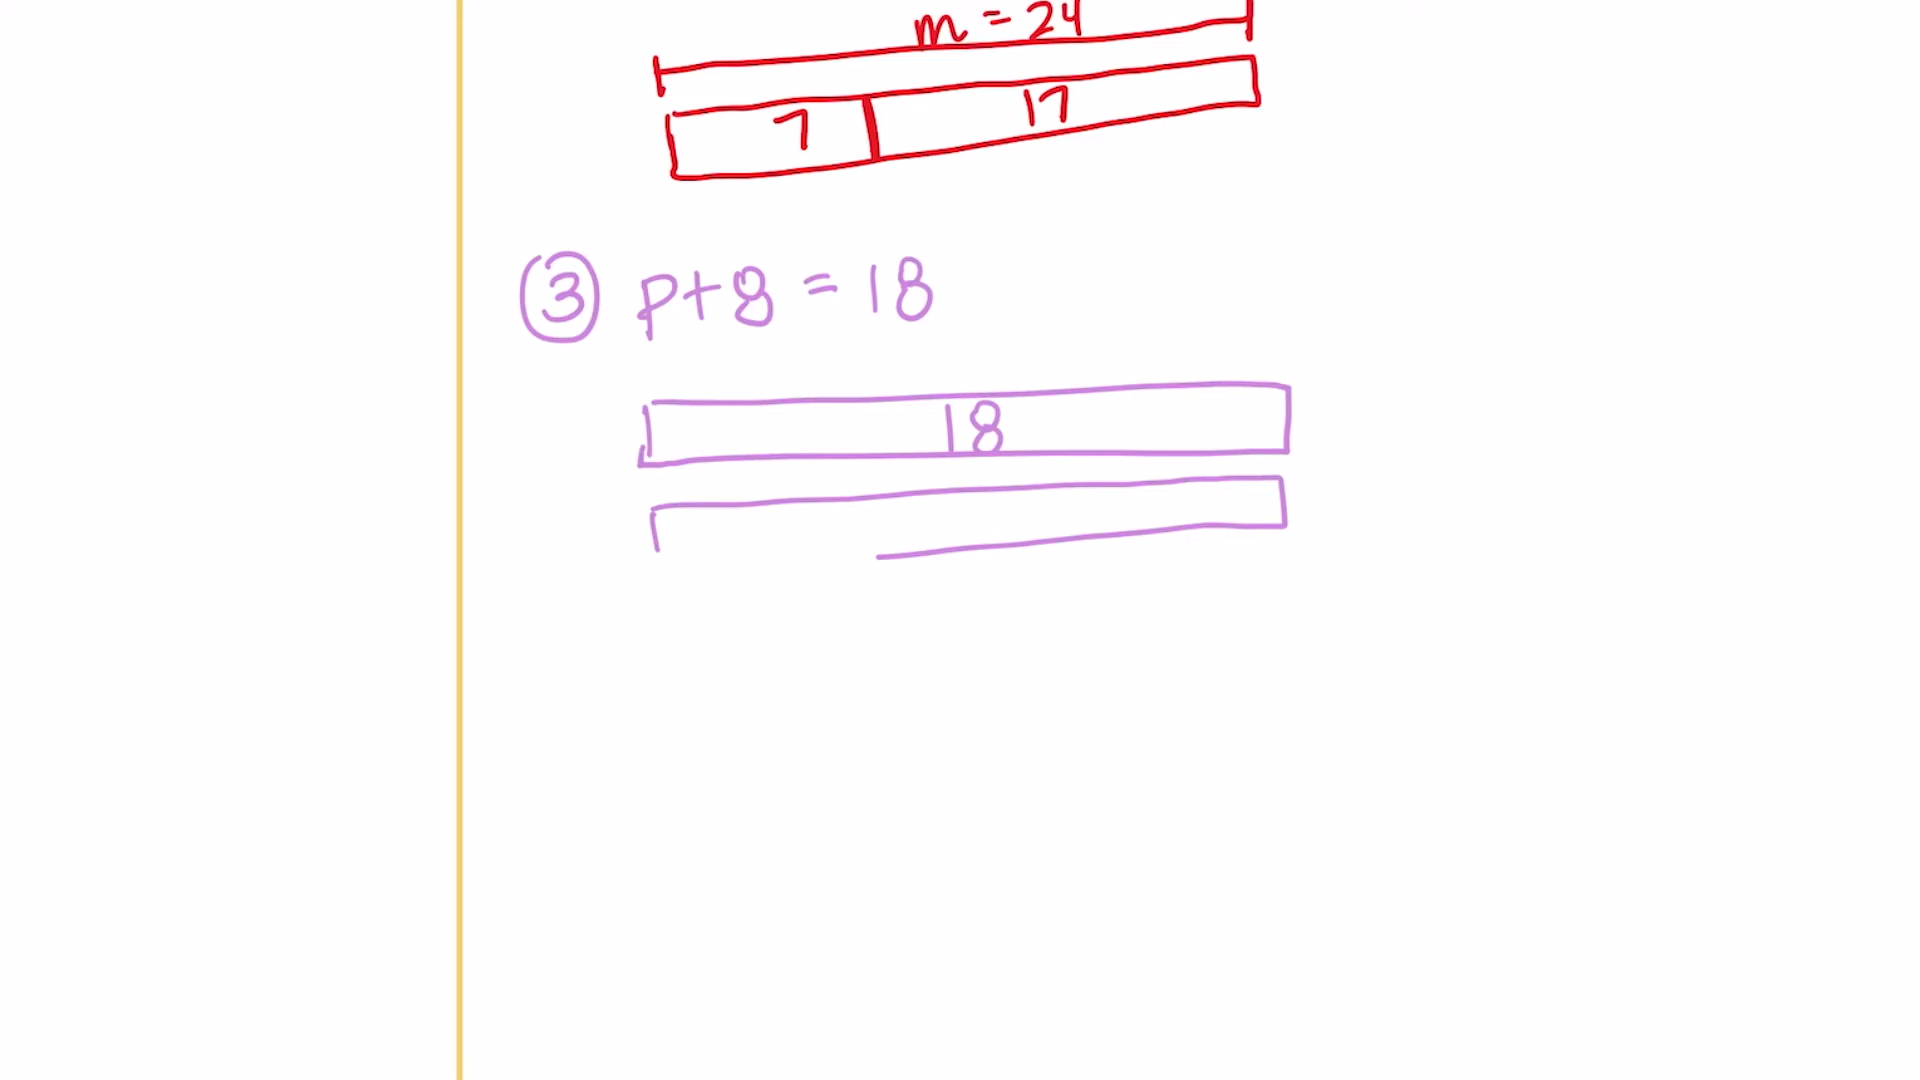 m = 24
7 17
③ p+8 = 18
18